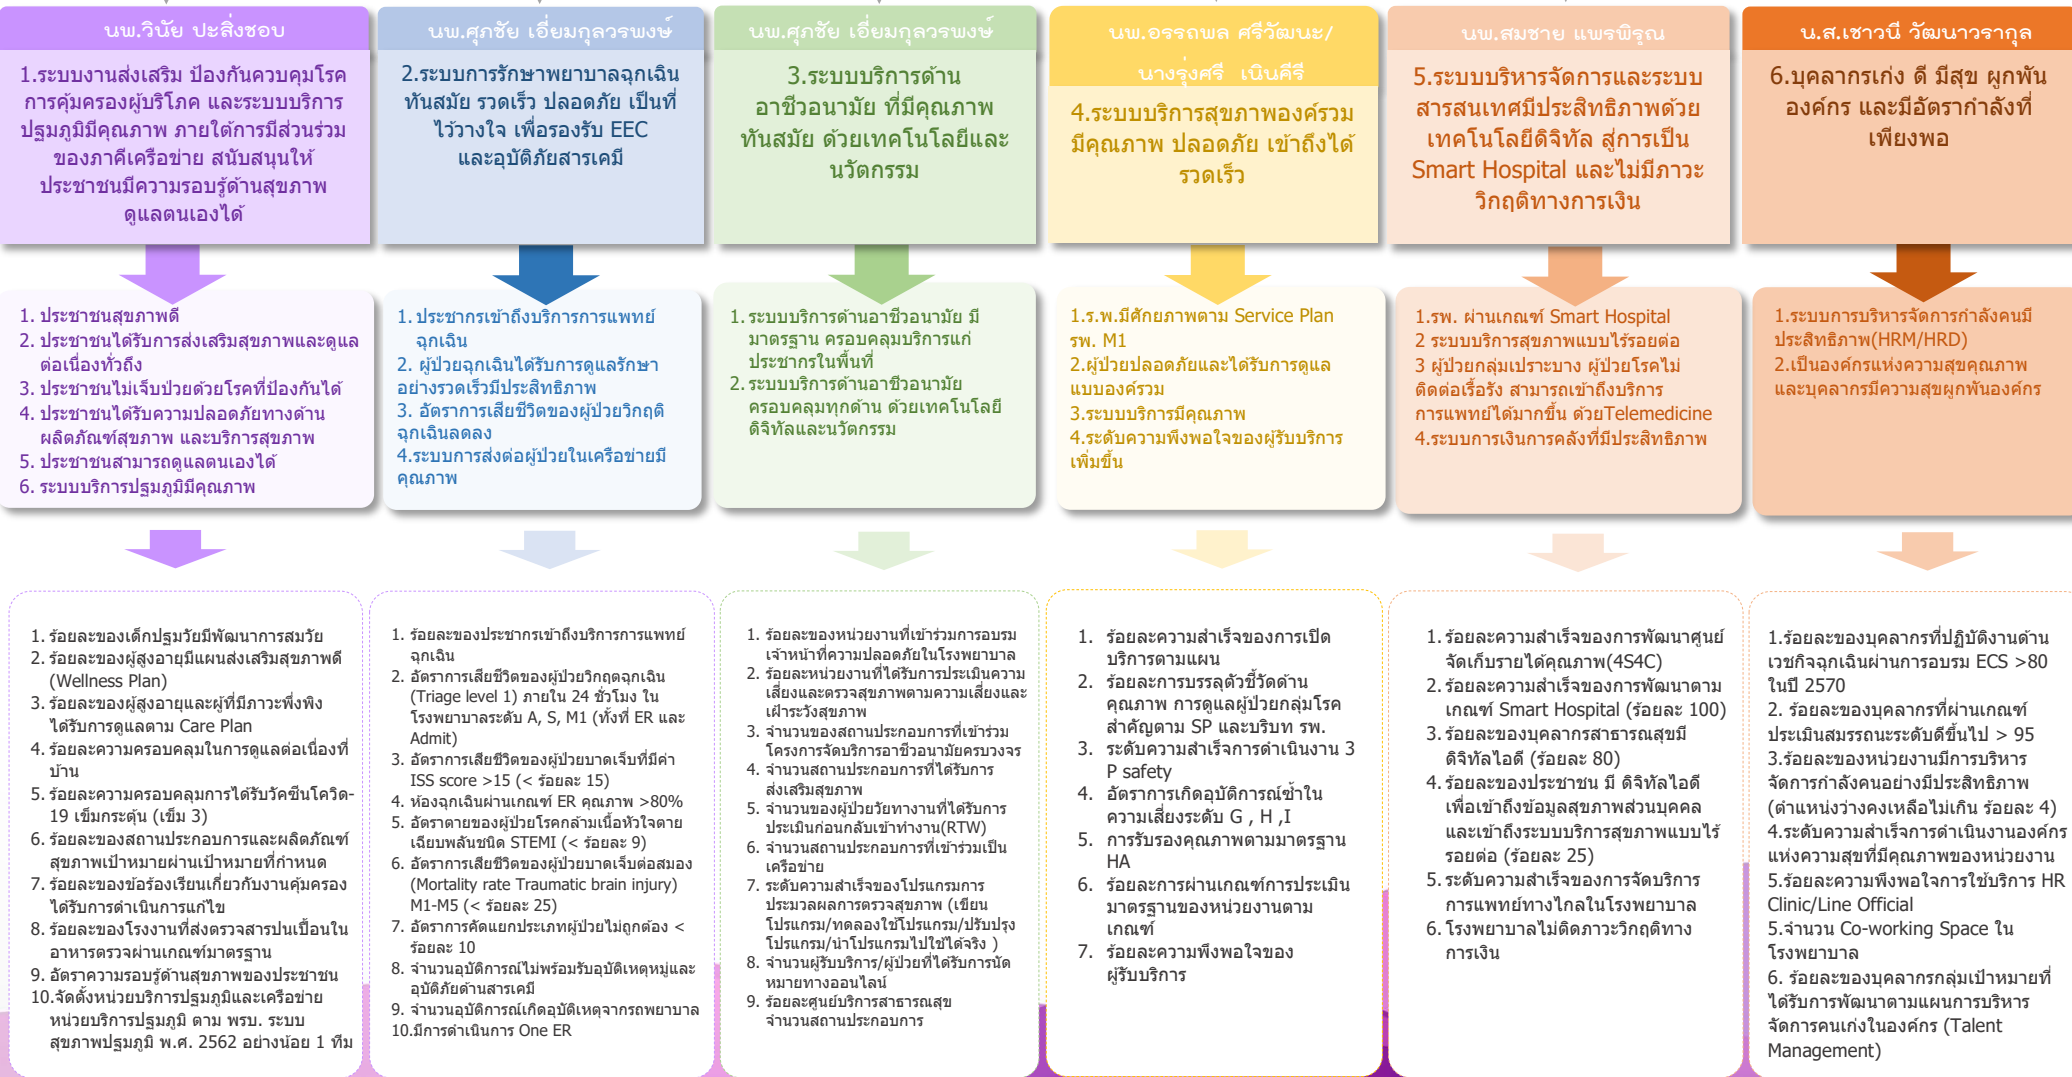 นพ.วินัย ปะสิ่งชอบ
1.ระบบงานส่งเสริม ป้องกันควบคุมโรค
การคุ้มครองผู้บริโภค และระบบบริการ
ปฐมภูมิมีคุณภาพ ภายใต้การมีส่วนร่วม
ของภาคีเครือข่าย สนับสนุนให้
ประชาชนมีความรอบรู้ด้านสุขภาพ
ดูแลตนเองได้
1. ประชาชนสุขภาพดี
2. ประชาชนได้รับการส่งเสริมสุขภาพและดูแล
ต่อเนื่องทั่วถึง
3. ประชาชนไม่เจ็บป่วยด้วยโรคที่ป้องกันได้
4. ประชาชนได้รับความปลอดภัยทางด้าน
ผลิตภัณฑ์สุขภาพ และบริการสุขภาพ
5. ประชาชนสามารถดูแลตนเองได้
6. ระบบบริการปฐมภูมิมีคุณภาพ
1. ร้อยละของเด็กปฐมวัยมีพัฒนาการสมวัย
2. ร้อยละของผู้สูงอายุมีแผนส่งเสริมสุขภาพดี
(Wellness Plan)
3. ร้อยละของผู้สูงอายุและผู้ที่มีภาวะพึ่งพิง
ได้รับการดูแลตาม Care Plan
4. ร้อยละความครอบคลุมในการดูแลต่อเนื่องที่
บ้าน
5. ร้อยละความครอบคลุมการได้รับวัคซีนโควิด-
19 เข็มกระตุ้น (เข็ม 3)
6. ร้อยละของสถานประกอบการและผลิตภัณฑ์
สุขภาพเป้าหมายผ่านเป้าหมายที่กำหนด
7. ร้อยละของข้อร้องเรียนเกี่ยวกับงานคุ้มครอง
ได้รับการดำเนินการแก้ไข
8. ร้อยละของโรงงานที่ส่งตรวจสารปนเปื้อนใน
อาหารตรวจผ่านเกณฑ์มาตรฐาน
9. อัตราความรอบรู้ด้านสุขภาพของประชาชน
10.จัดตั้งหน่วยบริการปฐมภูมิและเครือข่าย
หน่วยบริการปฐมภูมิ ตาม พรบ. ระบบ
สุขภาพปฐมภูมิ พ.ศ. 2562 อย่างน้อย 1 ทีม
นพ.ศุภชัย เอี่ยมกุลวรพงษ์
2.ระบบการรักษาพยาบาลฉุกเฉิน
ทันสมัย รวดเร็ว ปลอดภัย เป็นที่
ไว้วางใจ เพื่อรองรับ EEC
และอุบัติภัยสารเคมี
1. ประชากรเข้าถึงบริการการแพทย์
ฉุกเฉิน
2. ผู้ป่วยฉุกเฉินได้รับการดูแลรักษา
อย่างรวดเร็วมีประสิทธิภาพ
3. อัตราการเสียชีวิตของผู้ป่วยวิกฤติ
ฉุกเฉินลดลง
4.ระบบการส่งต่อผู้ป่วยในเครือข่ายมี
คุณภาพ
1. ร้อยละของประชากรเข้าถึงบริการการแพทย์
ฉุกเฉิน
2. อัตราการเสียชีวิตของผู้ป่วยวิกฤตฉุกเฉิน
(Triage level 1) ภายใน 24 ชั่วโมง ใน
โรงพยาบาลระดับ A, S, M1 (ทั้งที่ ER และ
Admit)
3. อัตราการเสียชีวิตของผู้ป่วยบาดเจ็บที่มีค่า
ISS score >15 (< ร้อยละ 15)
4. ห้องฉุกเฉินผ่านเกณฑ์ ER คุณภาพ >80%
5. อัตราตายของผู้ป่วยโรคกล้ามเนื้อหัวใจตาย
เฉียบพลันชนิด STEMI (< ร้อยละ 9)
6. อัตราการเสียชีวิตของผู้ป่วยบาดเจ็บต่อสมอง
(Mortality rate Traumatic brain injury)
M1-M5 (< ร้อยละ 25)
7. อัตราการคัดแยกประเภทผู้ป่วยไม่ถูกต้อง <
ร้อยละ 10
8. จำนวนอุบัติการณ์ไม่พร้อมรับอุบัติเหตุหมู่และ
อุบัติภัยด้านสารเคมี
9. จำนวนอุบัติการณ์เกิดอุบัติเหตุจากรถพยาบาล
10.มีการดำเนินการ One ER
นพ.ศุภชัย เอี่ยมกุลวรพงษ์
3.ระบบบริการด้าน
อาชีวอนามัย ที่มีคุณภาพ
ทันสมัย ด้วยเทคโนโลยีและ
นวัตกรรม
1. ระบบบริการด้านอาชีวอนามัย มี
มาตรฐาน ครอบคลุมบริการแก่
ประชากรในพื้นที่
2. ระบบบริการด้านอาชีวอนามัย
ครอบคลุมทุกด้าน ด้วยเทคโนโลยี
ดิจิทัลและนวัตกรรม
1. ร้อยละของหน่วยงานที่เข้าร่วมการอบรม
เจ้าหน้าที่ความปลอดภัยในโรงพยาบาล
2. ร้อยละหน่วยงานที่ได้รับการประเมินความ
เสี่ยงและตรวจสุขภาพตามความเสี่ยงและ
เฝ้าระวังสุขภาพ
3. จำนวนของสถานประกอบการที่เข้าร่วม
โครงการจัดบริการอาชีวอนามัยครบวงจร
4. จำนวนสถานประกอบการที่ได้รับการ
ส่งเสริมสุขภาพ
5. จำนวนของผู้ป่วยวัยทางานที่ได้รับการ
ประเมินก่อนกลับเข้าทำงาน(RTW)
6. จำนวนสถานประกอบการที่เข้าร่วมเป็น
เครือข่าย
7. ระดับความสำเร็จของโปรแกรมการ
ประมวลผลการตรวจสุขภาพ (เขียน
โปรแกรม/ทดลองใช้โปรแกรม/ปรับปรุง
โปรแกรม/นำโปรแกรมไปใช้ได้จริง )
8. จำนวนผู้รับบริการ/ผู้ป่วยที่ได้รับการนัด
หมายทางออนไลน์
9. ร้อยละศูนย์บริการสาธารณสุข
จำนวนสถานประกอบการ
นพ.อรรถพล ศรีวัฒนะ/
นางรุ่งศรี เนินคีรี
4.ระบบบริการสุขภาพองค์รวม
มีคุณภาพ ปลอดภัย เข้าถึงได้
รวดเร็ว
1.ร.พ.มีศักยภาพตาม Service Plan
รพ. M1
2.ผู้ป่วยปลอดภัยและได้รับการดูแล
แบบองค์รวม
3.ระบบบริการมีคุณภาพ
4.ระดับความพึงพอใจของผู้รับบริการ
เพิ่มขึ้น
1. ร้อยละความสำเร็จของการเปิด
บริการตามแผน
2. ร้อยละการบรรลุตัวชี้วัดด้าน
คุณภาพ การดูแลผู้ป่วยกลุ่มโรค
สำคัญตาม SP และบริบท รพ.
3. ระดับความสำเร็จการดำเนินงาน 3
P safety
4. อัตราการเกิดอุบัติการณ์ซ้ำใน
ความเสี่ยงระดับ G , H ,I
5. การรับรองคุณภาพตามมาตรฐาน
HA
6. ร้อยละการผ่านเกณฑ์การประเมิน
มาตรฐานของหน่วยงานตาม
เกณฑ์
7. ร้อยละความพึงพอใจของ
ผู้รับบริการ
นพ.สมชาย แพรพิรุณ
5.ระบบบริหารจัดการและระบบ
สารสนเทศมีประสิทธิภาพด้วย
เทคโนโลยีดิจิทัล สู่การเป็น
Smart Hospital และไม่มีภาวะ
วิกฤติทางการเงิน
1.รพ. ผ่านเกณฑ์ Smart Hospital
2 ระบบบริการสุขภาพแบบไร้รอยต่อ
3 ผู้ป่วยกลุ่มเปราะบาง ผู้ป่วยโรคไม่
ติดต่อเรื้อรัง สามารถเข้าถึงบริการ
การแพทย์ได้มากขึ้น ด้วยTelemedicine
4.ระบบการเงินการคลังที่มีประสิทธิภาพ
1. ร้อยละความสำเร็จของการพัฒนาศูนย์
จัดเก็บรายได้คุณภาพ(4S4C)
2. ร้อยละความสำเร็จของการพัฒนาตาม
เกณฑ์ Smart Hospital (ร้อยละ 100)
3. ร้อยละของบุคลากรสาธารณสุขมี
ดิจิทัลไอดี (ร้อยละ 80)
4. ร้อยละของประชาชน มี ดิจิทัลไอดี
เพื่อเข้าถึงข้อมูลสุขภาพส่วนบุคคล
และเข้าถึงระบบบริการสุขภาพแบบไร้
รอยต่อ (ร้อยละ 25)
5. ระดับความสำเร็จของการจัดบริการ
การแพทย์ทางไกลในโรงพยาบาล
6. โรงพยาบาลไม่ติดภาวะวิกฤติทาง
การเงิน
น.ส.เชาวนี วัฒนาวรากุล
6.บุคลากรเก่ง ดี มีสุข ผูกพัน
องค์กร และมีอัตรากำลังที่
เพียงพอ
1.ระบบการบริหารจัดการกำลังคนมี
ประสิทธิภาพ(HRM/HRD)
2.เป็นองค์กรแห่งความสุขคุณภาพ
และบุคลากรมีความสุขผูกพันองค์กร
1.ร้อยละของบุคลากรที่ปฏิบัติงานด้าน
เวชกิจฉุกเฉินผ่านการอบรม ECS >80
ในปี 2570
2. ร้อยละของบุคลากรที่ผ่านเกณฑ์
ประเมินสมรรถนะระดับดีขึ้นไป > 95
3.ร้อยละของหน่วยงานมีการบริหาร
จัดการกำลังคนอย่างมีประสิทธิภาพ
(ตำแหน่งว่างคงเหลือไม่เกิน ร้อยละ 4)
4.ระดับความสำเร็จการดำเนินงานองค์กร
แห่งความสุขที่มีคุณภาพของหน่วยงาน
5.ร้อยละความพึงพอใจการใช้บริการ HR
Clinic/Line Official
5.จำนวน Co-working Space ใน
โรงพยาบาล
6. ร้อยละของบุคลากรกลุ่มเป้าหมายที่
ได้รับการพัฒนาตามแผนการบริหาร
จัดการคนเก่งในองค์กร (Talent
Management)